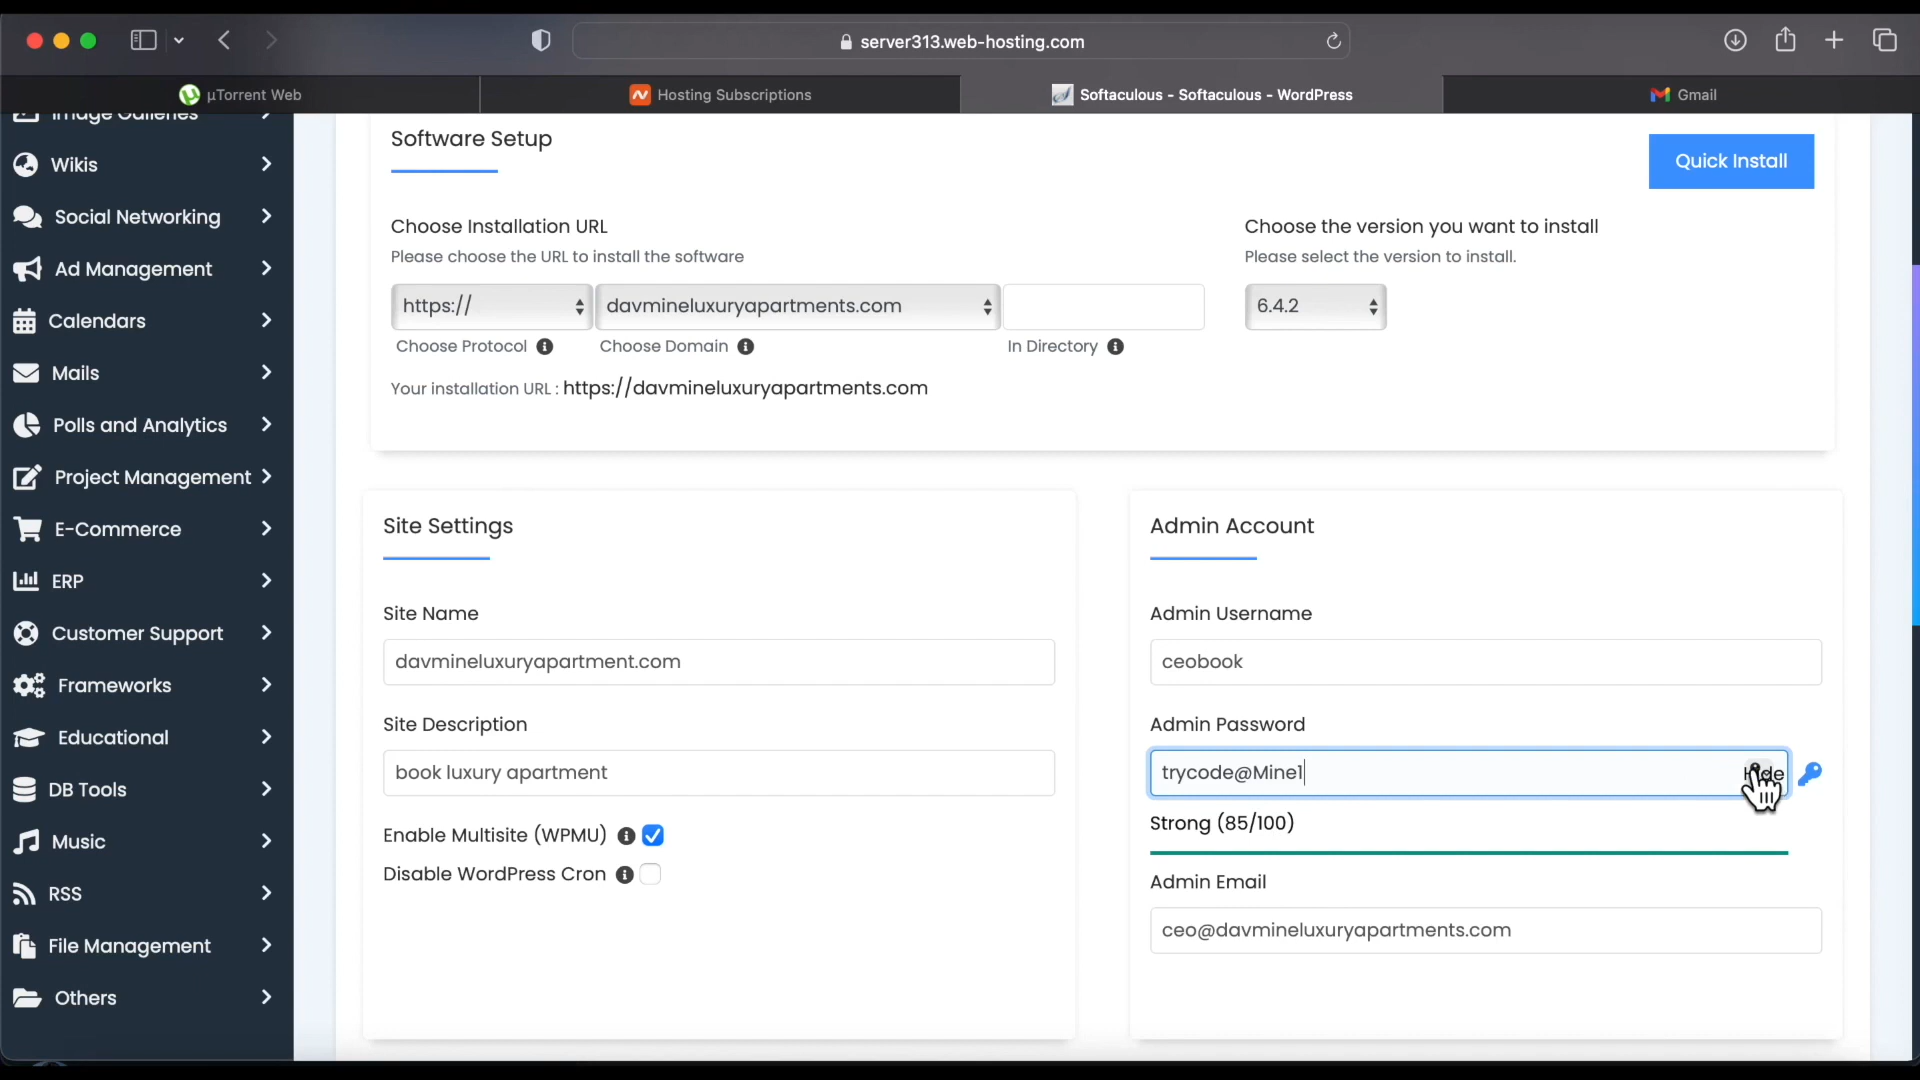 server313.web-hosting.com
µTorrent Web
Hosting Subscriptions
Softaculous - Softaculous - WordPress
Gmail
Image Galleries
Wikis
Social Networking
Ad Management
Calendars
Mails
Polls and Analytics
Project Management
E-Commerce
ERP
Customer Support
Frameworks
Educational
DB Tools
Music
RSS
File Management
Others
Software Setup
Quick Install
Choose Installation URL
Please choose the URL to install the software
https://
davmineluxuryapartments.com
Choose Protocol
Choose Domain
In Directory
Your installation URL : https://davmineluxuryapartments.com
Choose the version you want to install
Please select the version to install.
6.4.2
Site Settings
Site Name
davmineluxuryapartment.com
Site Description
book luxury apartment
Enable Multisite (WPMU)
Disable WordPress Cron
Admin Account
Admin Username
ceobook
Admin Password
trycode@Mine1
Hide
Strong (85/100)
Admin Email
ceo@davmineluxuryapartments.com